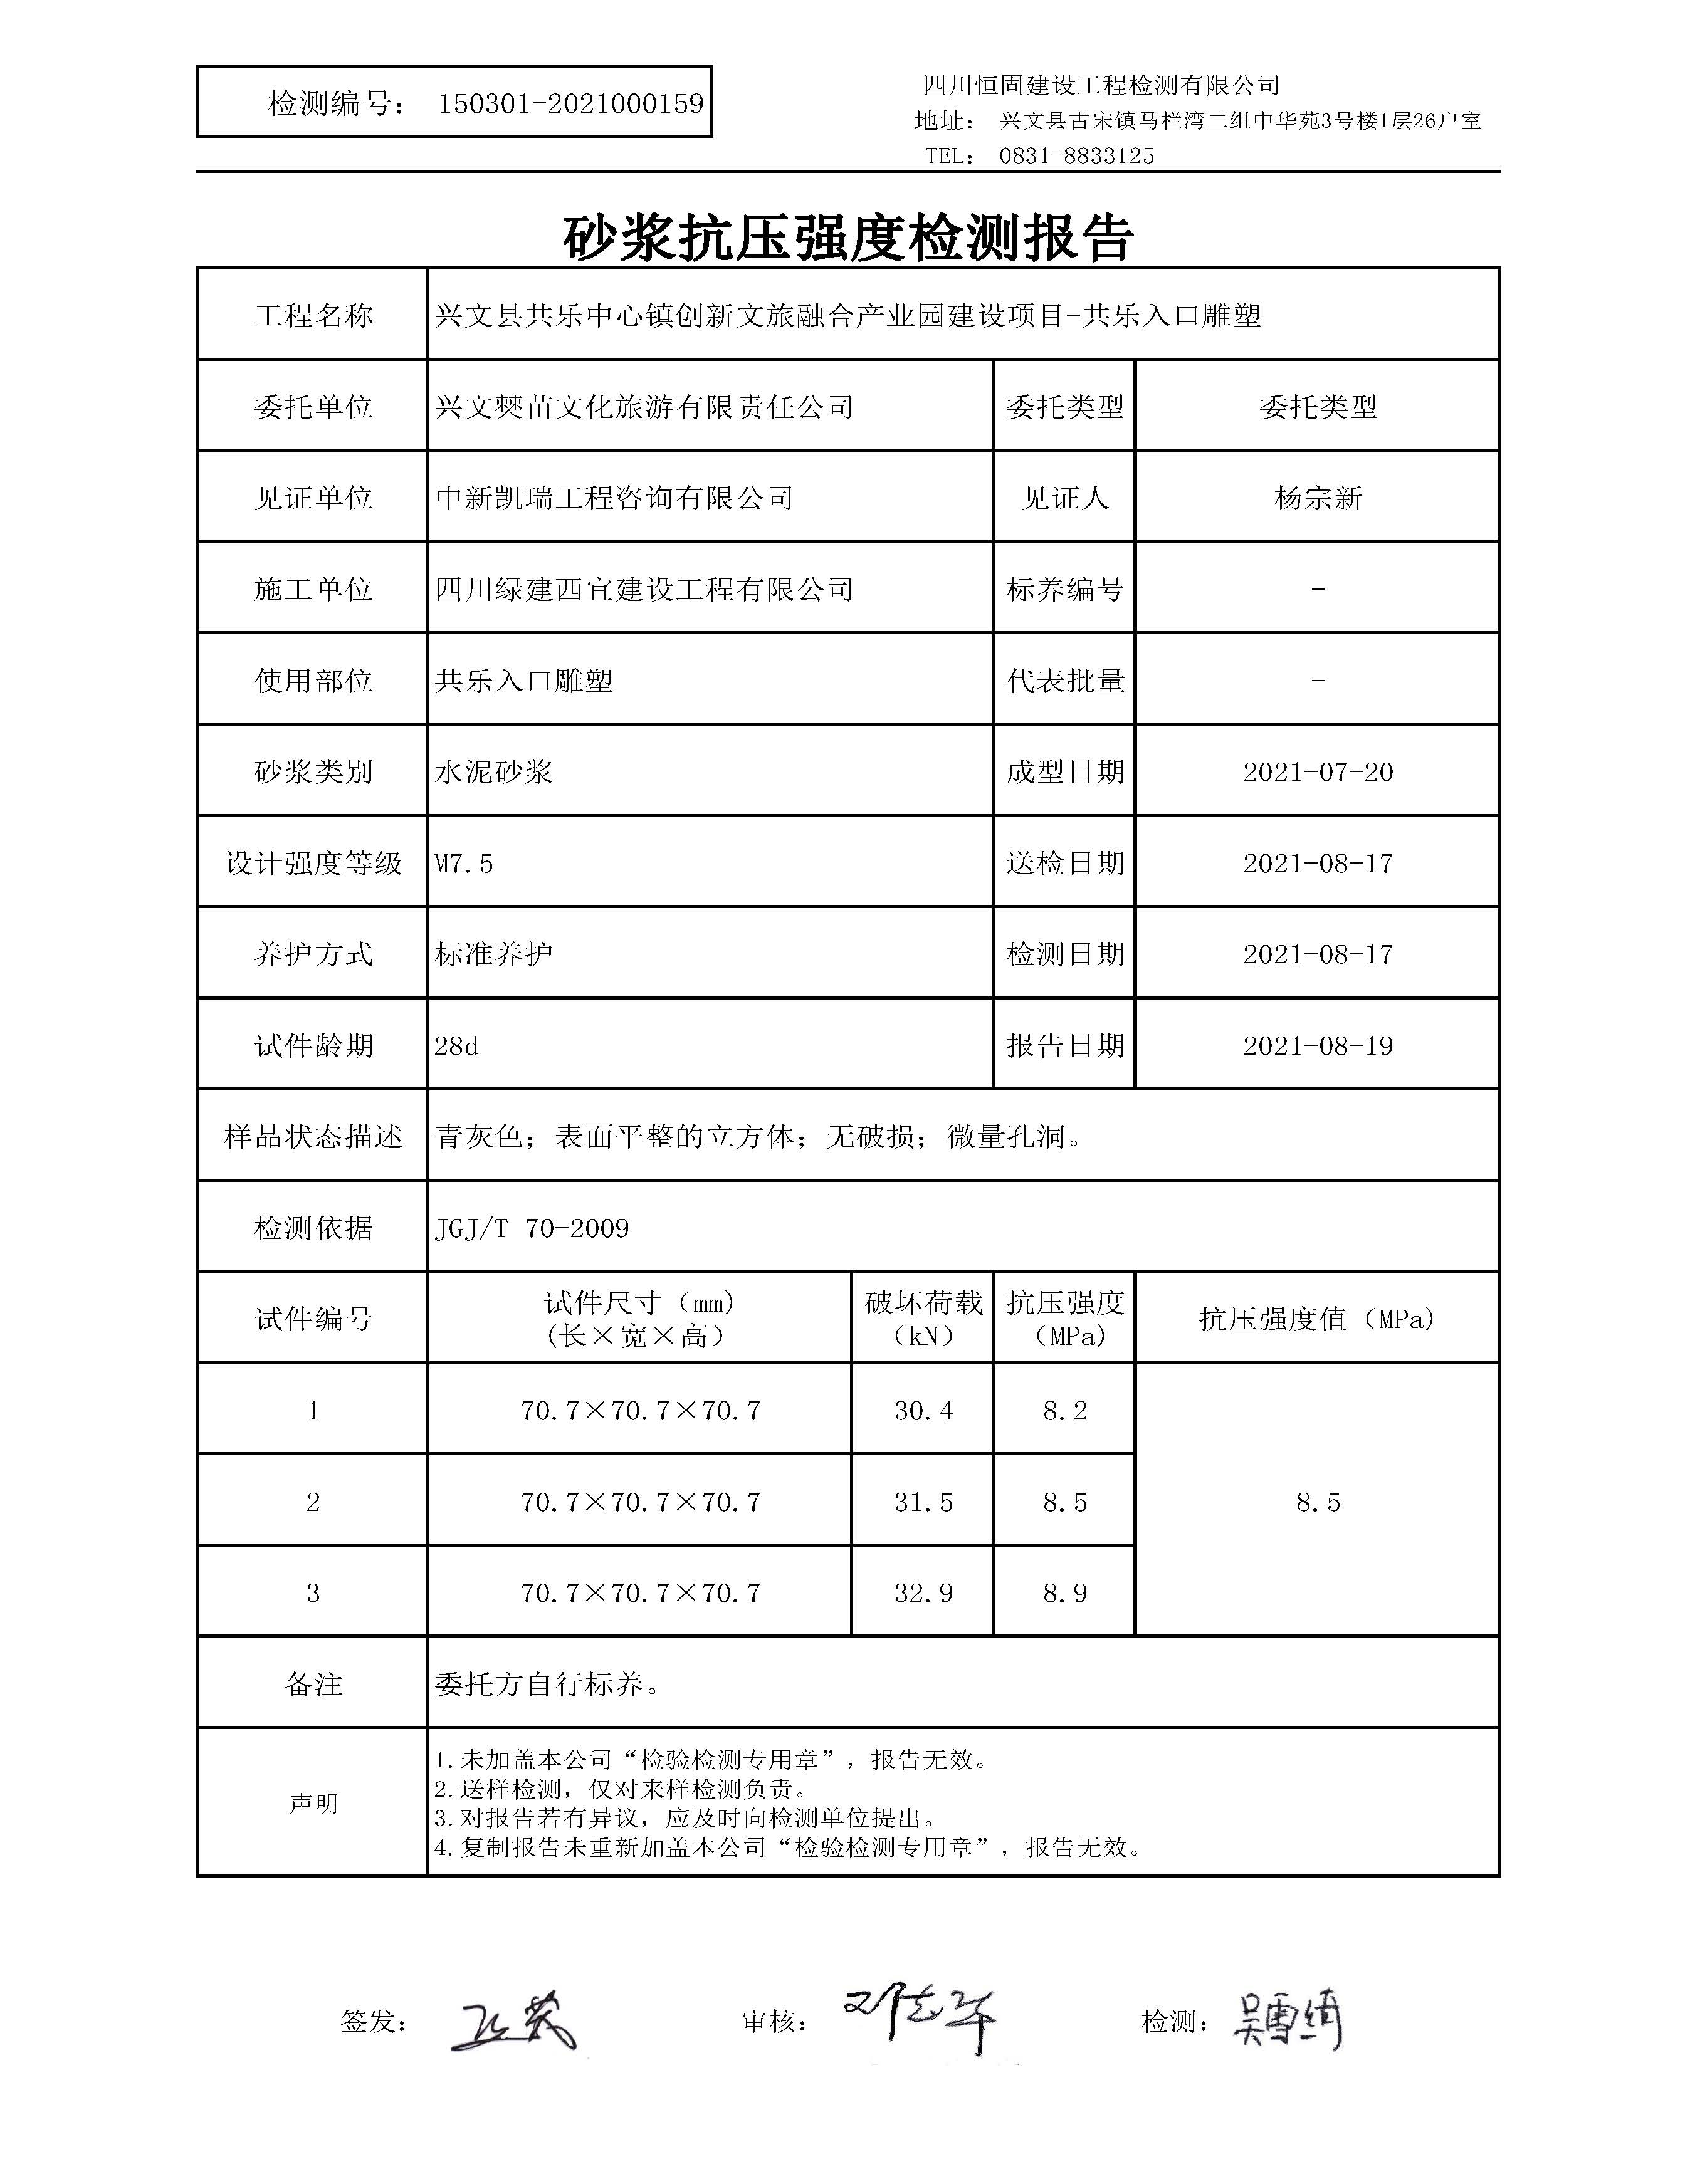 检测编号： 150301-2021000159
四川恒固建设工程检测有限公司
地址： 兴文县古宋镇马栏湾二组中华苑3号楼1层26户室
TEL： 0831-8833125
砂浆抗压强度检测报告
工程名称 兴文县共乐中心镇创新文旅融合产业园建设项目-共乐入口雕塑
委托单位 兴文僰苗文化旅游有限责任公司 委托类型 委托类型
见证单位 中新凯瑞工程咨询有限公司 见证人 杨宗新
施工单位 四川绿建西宜建设工程有限公司 标养编号 -
使用部位 共乐入口雕塑 代表批量 -
砂浆类别 水泥砂浆 成型日期 2021-07-20
设计强度等级 M7.5 送检日期 2021-08-17
养护方式 标准养护 检测日期 2021-08-17
试件龄期 28d 报告日期 2021-08-19
样品状态描述 青灰色；表面平整的立方体；无破损；微量孔洞。
检测依据 JGJ/T 70-2009
试件编号 试件尺寸（mm） 破坏荷载 抗压强度 抗压强度值（MPa）
（长×宽×高） （kN） （MPa）
1 70.7×70.7×70.7 30.4 8.2
2 70.7×70.7×70.7 31.5 8.5 8.5
3 70.7×70.7×70.7 32.9 8.9
备注 委托方自行标养。
声明
1.未加盖本公司“检验检测专用章”，报告无效。
2.送样检测，仅对来样检测负责。
3.对报告若有异议，应及时向检测单位提出。
4.复制报告未重新加盖本公司“检验检测专用章”，报告无效。
签发： 审核： 检测：吴雪绮